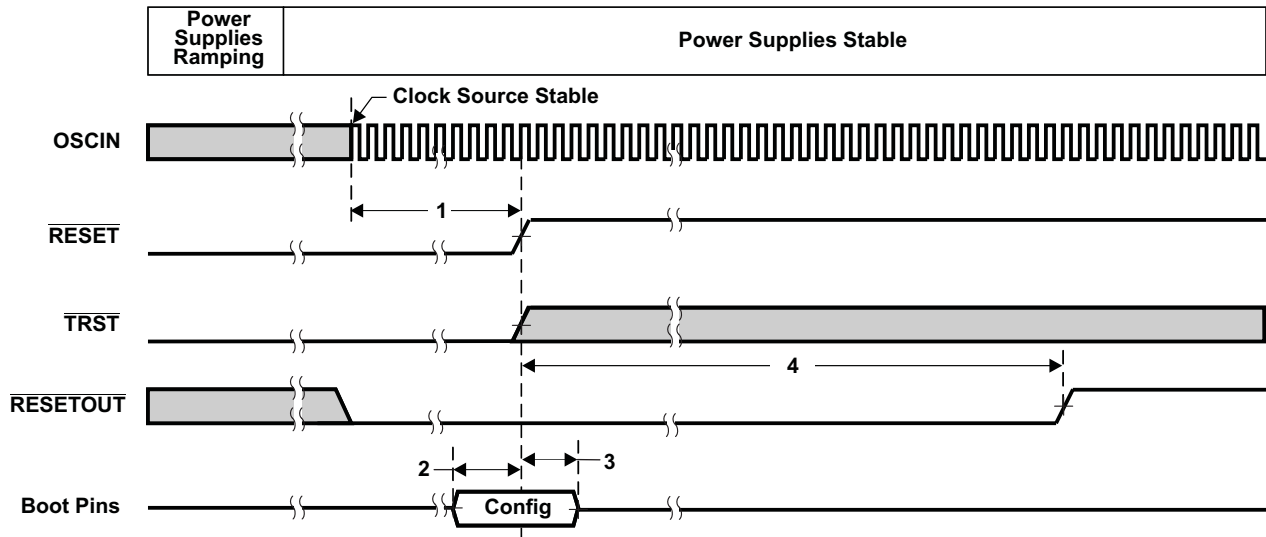 Power
Supplies
Ramping
Power Supplies Stable
Clock Source Stable
OSCIN
1
RESET
TRST
4
RESETOUT
2
3
Boot Pins
Config